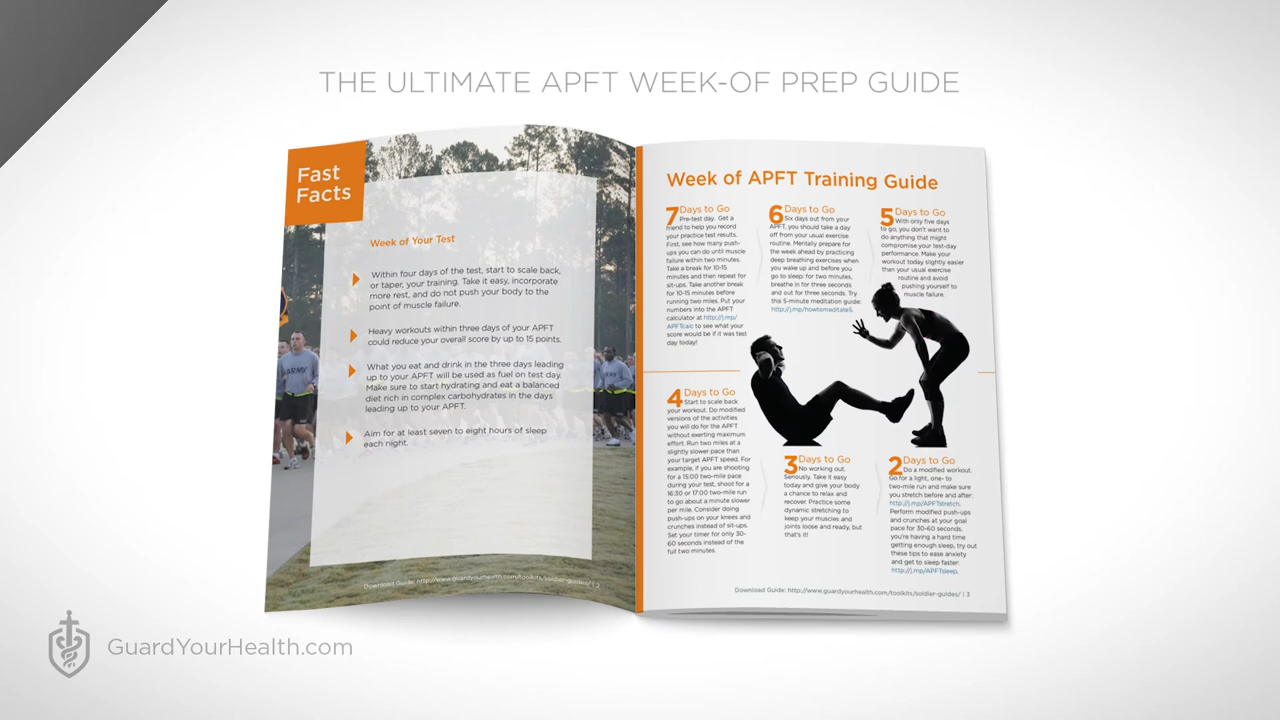 THE ULTIMATE APFT WEEK-OF PREP GUIDE
Fast
Facts
Week of Your Test
Within four days of the test, start to scale back,
or taper, your training. Take it easy, incorporate
more rest, and do not push your body to the
point of muscle failure.
Heavy workouts within three days of your APFT
could reduce your overall score by up to 15 points.
What you eat and drink in the three days leading
up to your APFT will be used as fuel on test day.
Make sure to start hydrating and eat a balanced
diet rich in complex carbohydrates in the days
leading up to your APFT.
Aim for at least seven to eight hours of sleep
each night.
ARMY
Download Guide: http://www.guardyourhealth.com/toolkits/soldier-guides/ | 2
Week of APFT Training Guide
7 Days to Go
Pre-test day. Get a
friend to help you record
your practice test results.
First, see how many push-
ups you can do until muscle
failure within two minutes.
Take a break for 10-15
minutes and then repeat for
sit-ups. Take another break
for 10-15 minutes before
running two miles. Put your
numbers into the APFT
calculator at http://j.mp/
APFTcalc to see what your
score would be if it was test
day today!
6 Days to Go
Six days out from your
APFT, you should take a day
off from your usual exercise
routine. Mentally prepare for
the week ahead by practicing
deep breathing exercises when
you wake up and before you
go to sleep: for two minutes,
breathe in for three seconds
and out for three seconds. Try
this 5-minute meditation guide:
http://j.mp/howtomeditate5.
5 Days to Go
With only five days
to go, you don't want to
do anything that might
compromise your test-day
performance. Make your
workout today slightly easier
than your usual exercise
routine and avoid
pushing yourself to
muscle failure.
4 Days to Go
Start to scale back
your workout. Do modified
versions of the activities
you will do for the APFT
without exerting maximum
effort. Run two miles at a
slightly slower pace than
your target APFT speed. For
example, if you are shooting
for a 15:00 two-mile pace
during your test, shoot for a
16:30 or 17:00 two-mile run
to go about a minute slower
per mile. Consider doing
push-ups on your knees and
crunches instead of sit-ups.
Set your timer for only 30-
60 seconds instead of the
full two minutes.
3 Days to Go
No working out.
Seriously. Take it easy
today and give your body
a chance to relax and
recover. Practice some
dynamic stretching to
keep your muscles and
joints loose and ready, but
that's it!
2 Days to Go
Do a modified workout.
Go for a light, one- to
two-mile run and make sure
you stretch before and after:
http://j.mp/APFTstretch.
Perform modified push-ups
and crunches at your goal
pace for 30-60 seconds.
you're having a hard time
getting enough sleep, try out
these tips to ease anxiety
and get to sleep faster:
http://j.mp/APFTsleep.
Download Guide: http://www.guardyourhealth.com/toolkits/soldier-guides/ | 3
GuardYourHealth.com